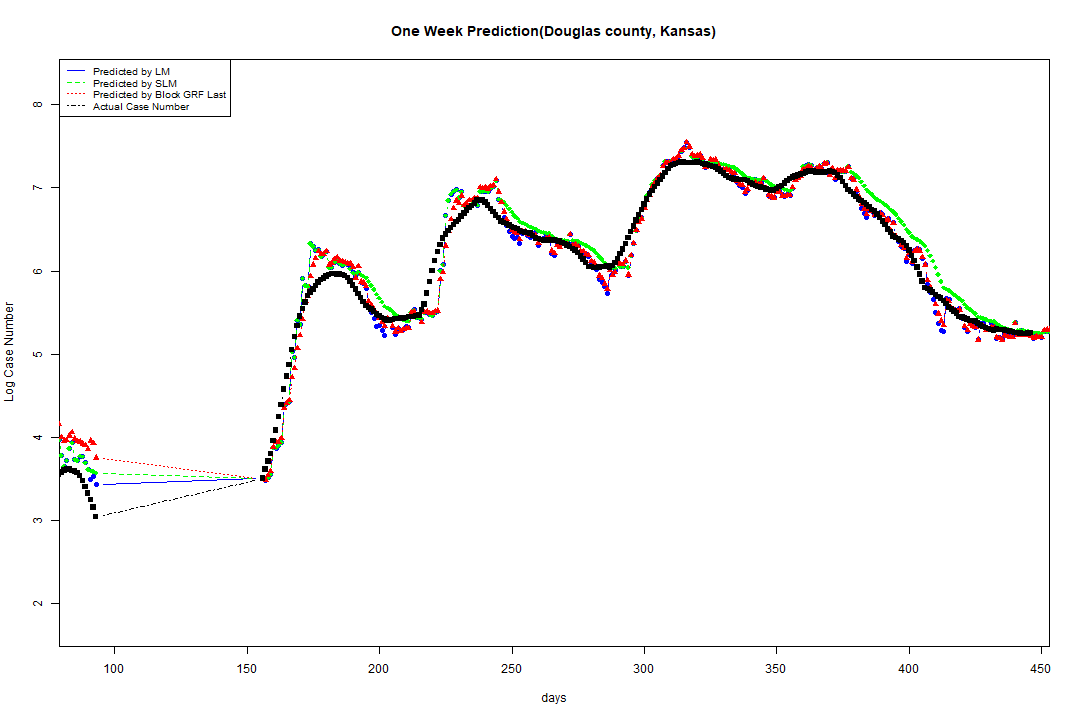 One Week Prediction(Douglas county, Kansas)
Predicted by LM
Predicted by SLM
Predicted by Block GRF Last
Actual Case Number
8
7
6
5
4
3
2
Log Case Number
100 150 200 250 300 350 400 450
days